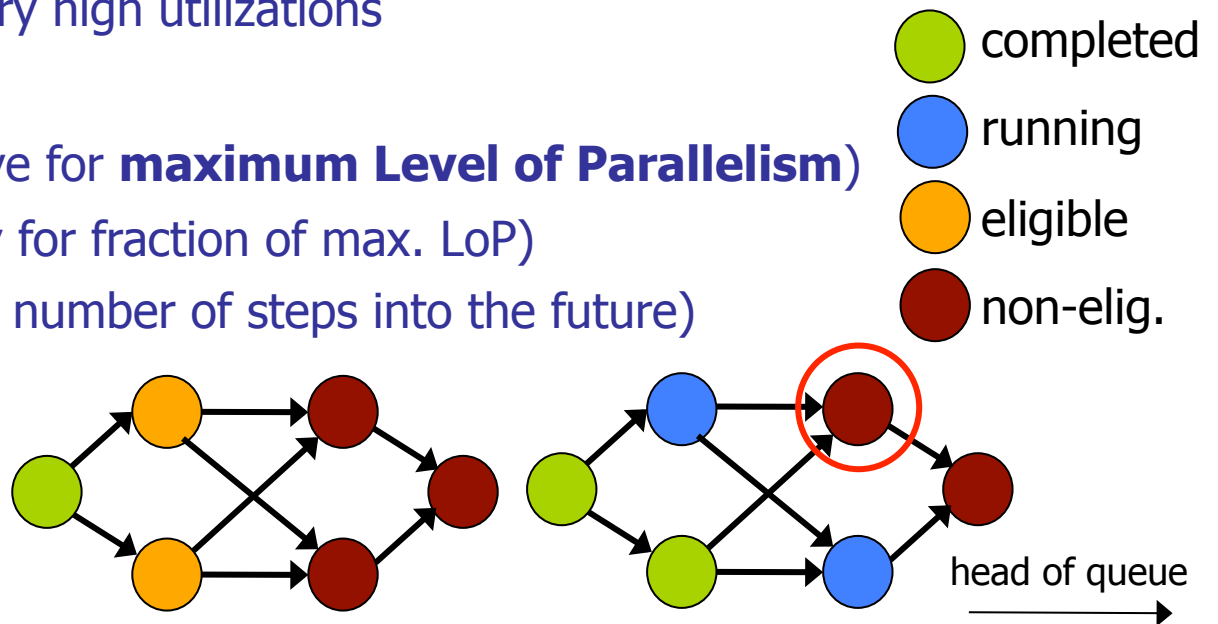 ry high utilizations
ve for maximum Level of Parallelism)
for fraction of max. LoP)
number of steps into the future)
completed
running
eligible
non-elig.
head of queue